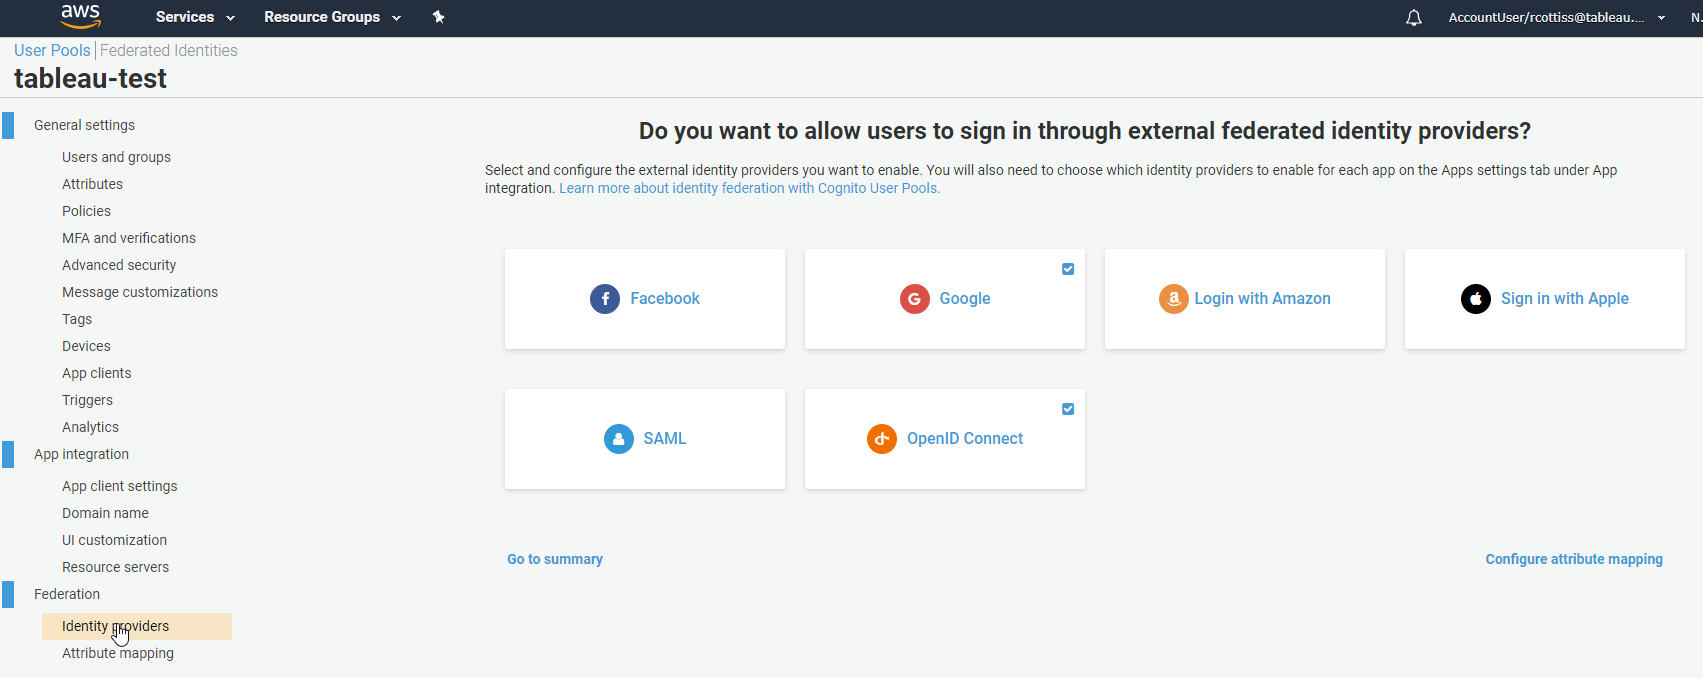 aws Services Resource Groups AccountUser/rcottiss@tableau.... N.
User Pools | Federated Identities
tableau-test
General settings
Users and groups
Attributes
Policies
MFA and verifications
Advanced security
Message customizations
Tags
Devices
App clients
Triggers
Analytics
App integration
App client settings
Domain name
UI customization
Resource servers
Federation
Identity providers
Attribute mapping
Do you want to allow users to sign in through external federated identity providers?
Select and configure the external identity providers you want to enable. You will also need to choose which identity providers to enable for each app on the Apps settings tab under App
integration. Learn more about identity federation with Cognito User Pools.
Facebook
Google
Login with Amazon
Sign in with Apple
SAML
OpenID Connect
Go to summary
Configure attribute mapping